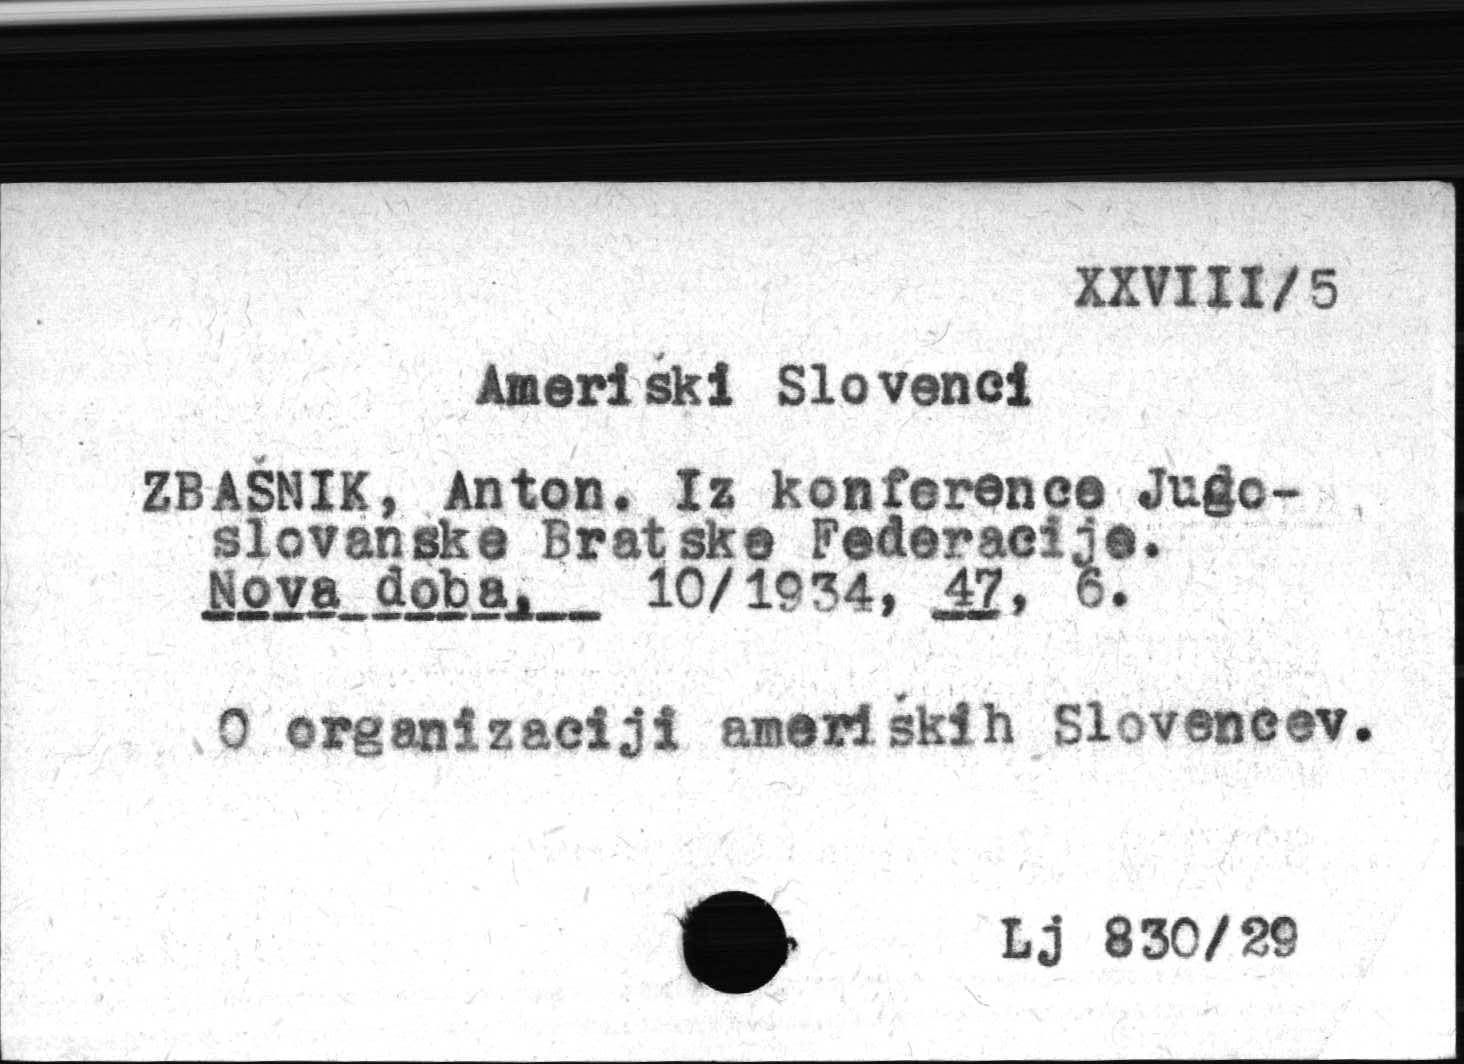 XXVIII/5
Ameriški Slovenci
ZBAŠNIK, Anton. Iz konference Jugo-
slovanske Bratske Federacije.
Nova doba, 10/1934, 47, 6.
O organizaciji ameriških Slovencev.
Lj 830/29